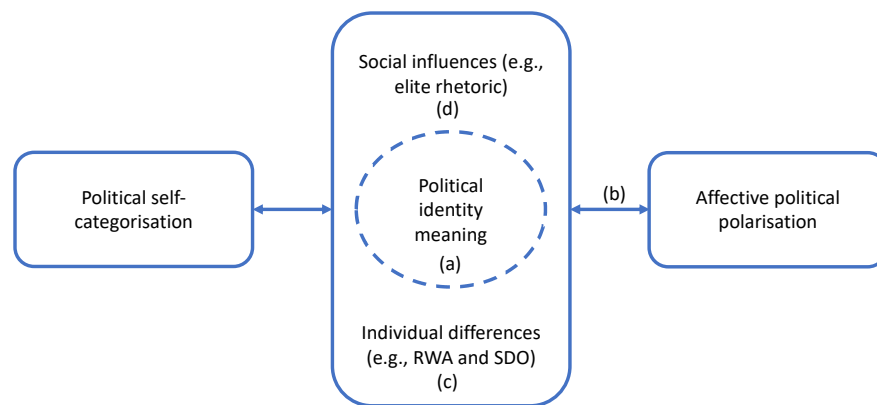 Social influences (e.g.,
elite rhetoric)
(d)
Political self-
categorisation
Political
identity
meaning
(a)
(b)
Affective political
polarisation
Individual differences
(e.g., RWA and SDO)
(c)